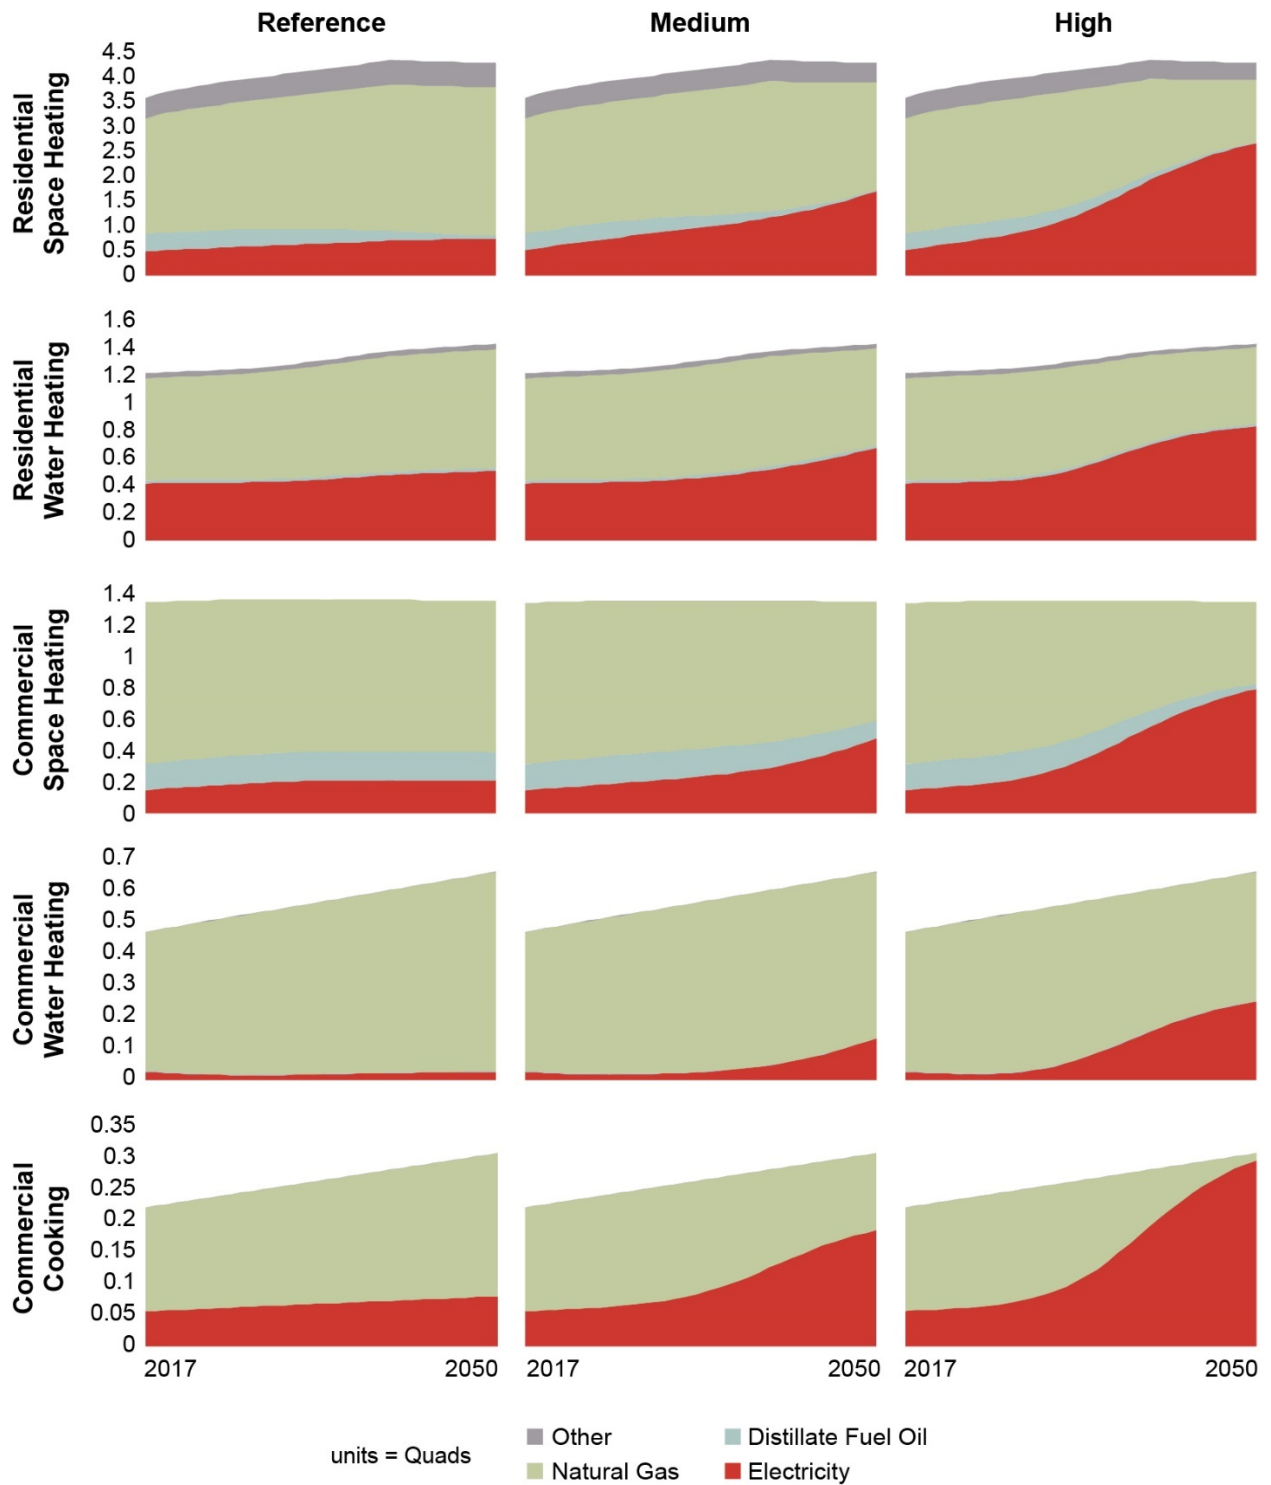 Reference Medium High
Residential
Space Heating
4.5
4.0
3.5
3.0
2.5
2.0
1.5
1.0
0.5
0
Residential
Water Heating
1.6
1.4
1.2
1
0.8
0.6
0.4
0.2
0
Commercial
Space Heating
1.4
1.2
1
0.8
0.6
0.4
0.2
0
Commercial
Water Heating
0.7
0.6
0.5
0.4
0.3
0.2
0.1
0
Commercial
Cooking
0.35
0.3
0.25
0.2
0.15
0.1
0.05
0
2017 2050 2017 2050 2017 2050
units = Quads
Other Distillate Fuel Oil
Natural Gas Electricity